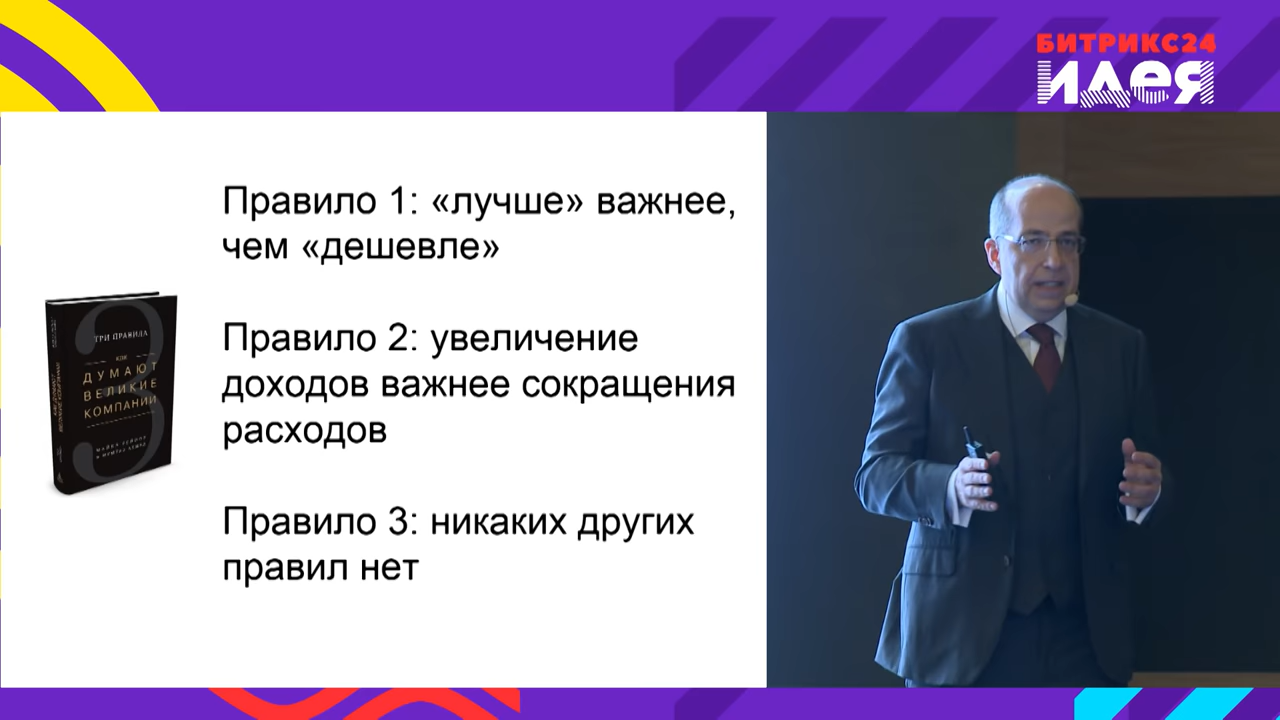 БИТРИКС24
идея
Правило 1: «лучше» важнее,
чем «дешевле»
Правило 2: увеличение
доходов важнее сокращения
расходов
Правило 3: никаких других
правил нет
3
ТРИ ПРАВИЛА
КАК
ДУМАЮТ
ВЕЛИКИЕ
КОМПАНИИ